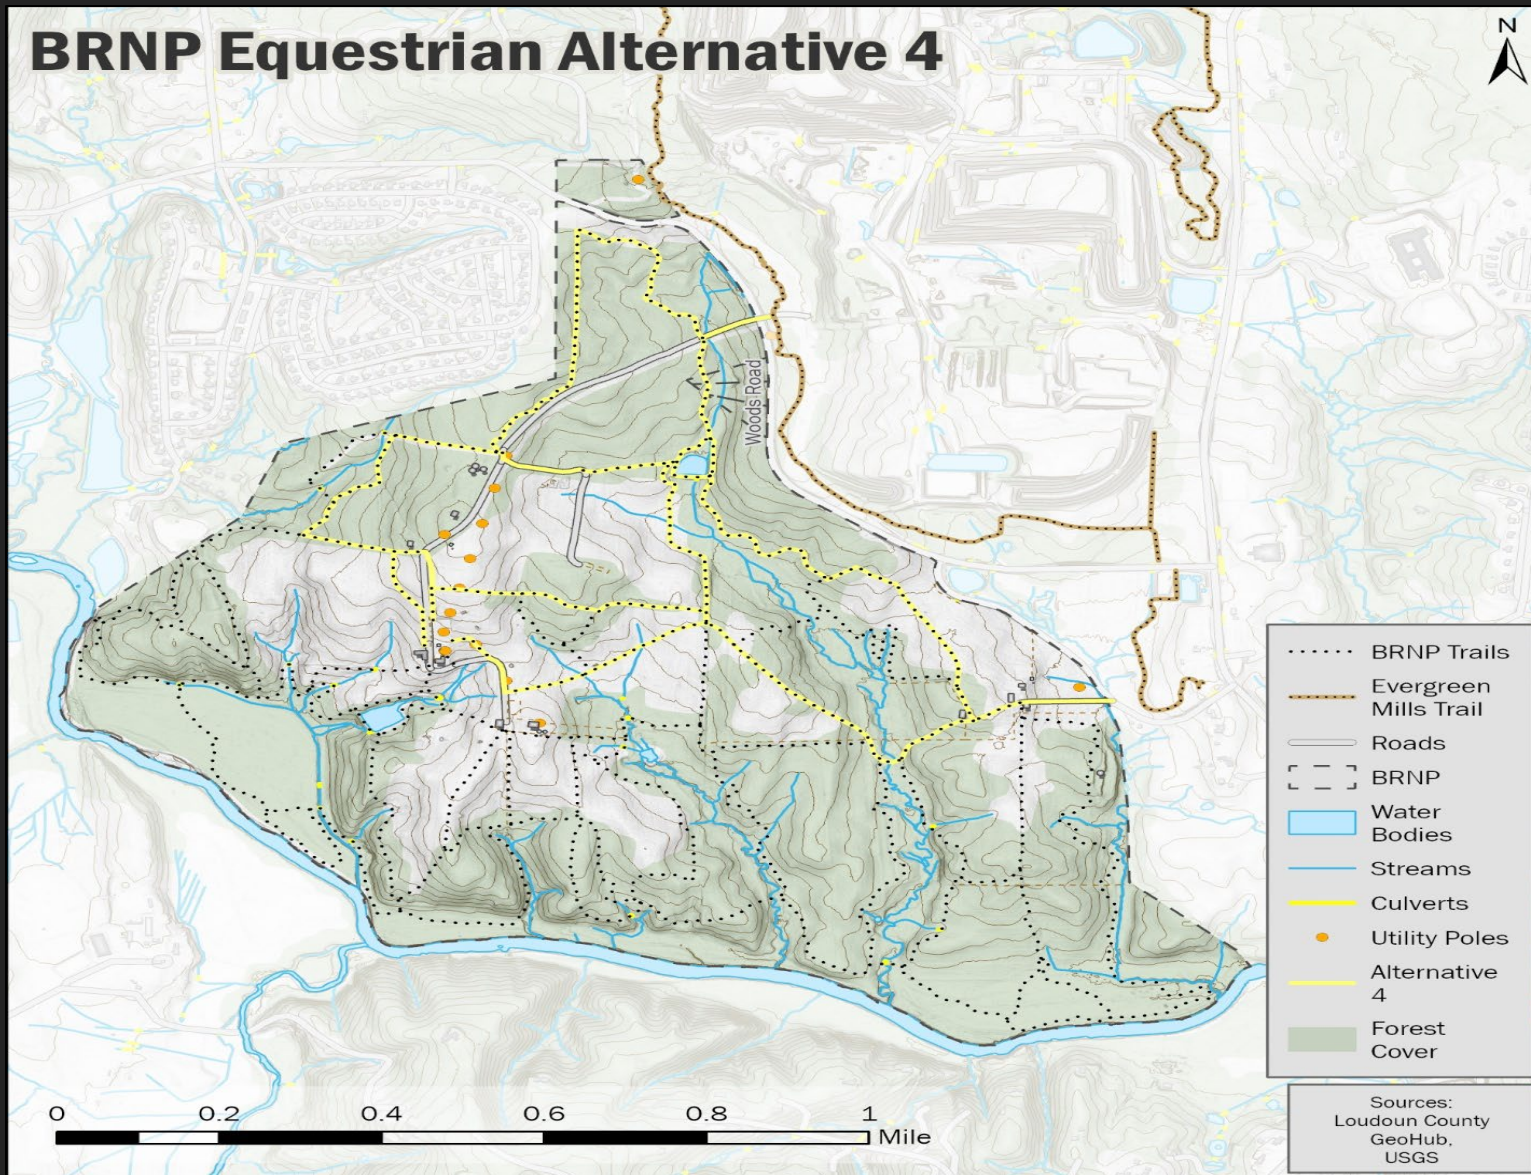 BRNP Equestrian Alternative 4
N
Woods Road
BRNP Trails
Evergreen
Mills Trail
Roads
BRNP
Water
Bodies
Streams
Culverts
Utility Poles
Alternative
4
Forest
Cover
0 0.2 0.4 0.6 0.8 1
Mile
Sources:
Loudoun County
GeoHub,
USGS